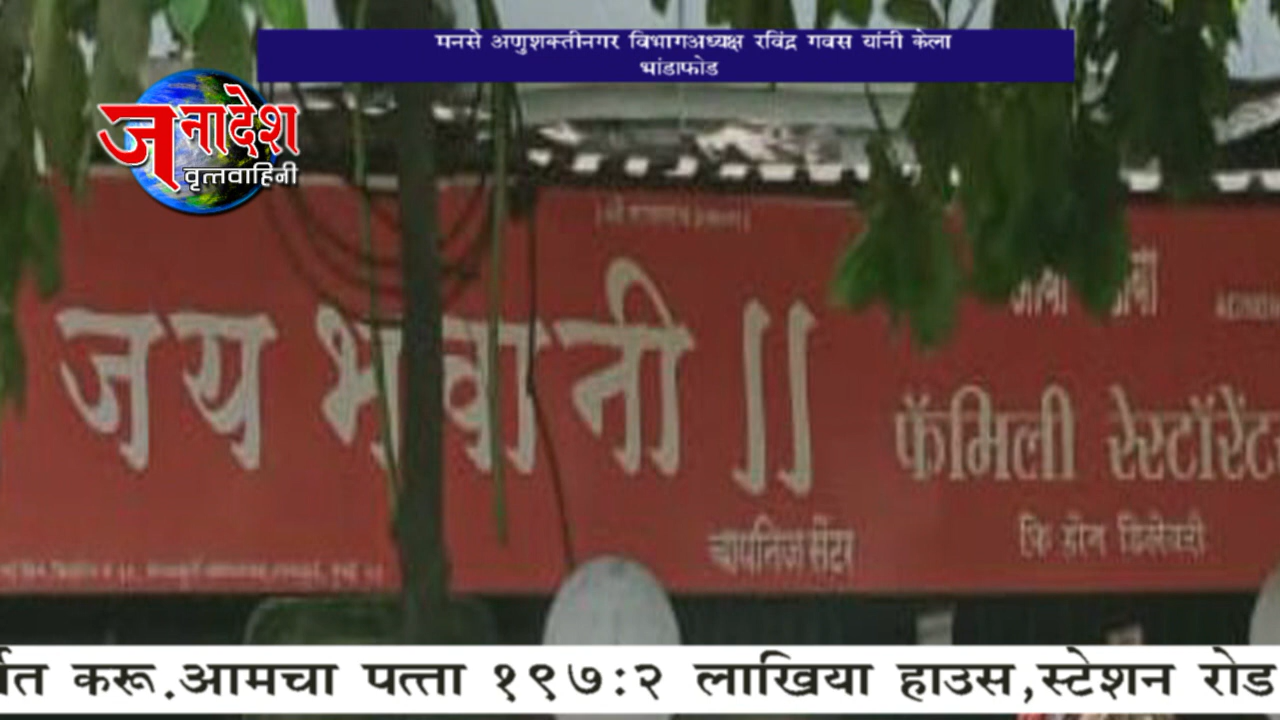 मनसे अणुशक्तीनगर विभागअध्यक्ष रविंद्र गवस यांनी केला
भांडाफोड
जनादेश
वृत्तवाहिनी
जय भवानी ||
फॅमिली रेस्टॉरेंट
चायनिज सेंटर
फ्रि होम डिलेव्हरी
र्षत करू.आमचा पत्ता १९७:२ लाखिया हाउस,स्टेशन रोड